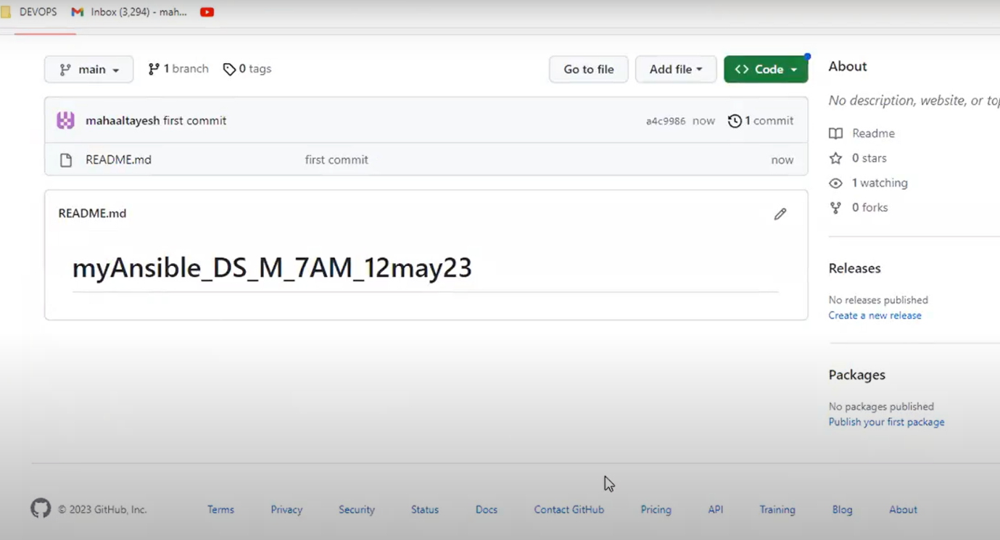 DEVOPS Inbox (3,294) - mah...
main 1 branch 0 tags Go to file Add file Code
mahaaltayesh first commit a4c9986 now 1 commit
README.md first commit now
README.md
myAnsible_DS_M_7AM_12may23
About
No description, website, or top
Readme
0 stars
1 watching
0 forks
Releases
No releases published
Create a new release
Packages
No packages published
Publish your first package
© 2023 GitHub, Inc. Terms Privacy Security Status Docs Contact GitHub Pricing API Training Blog About